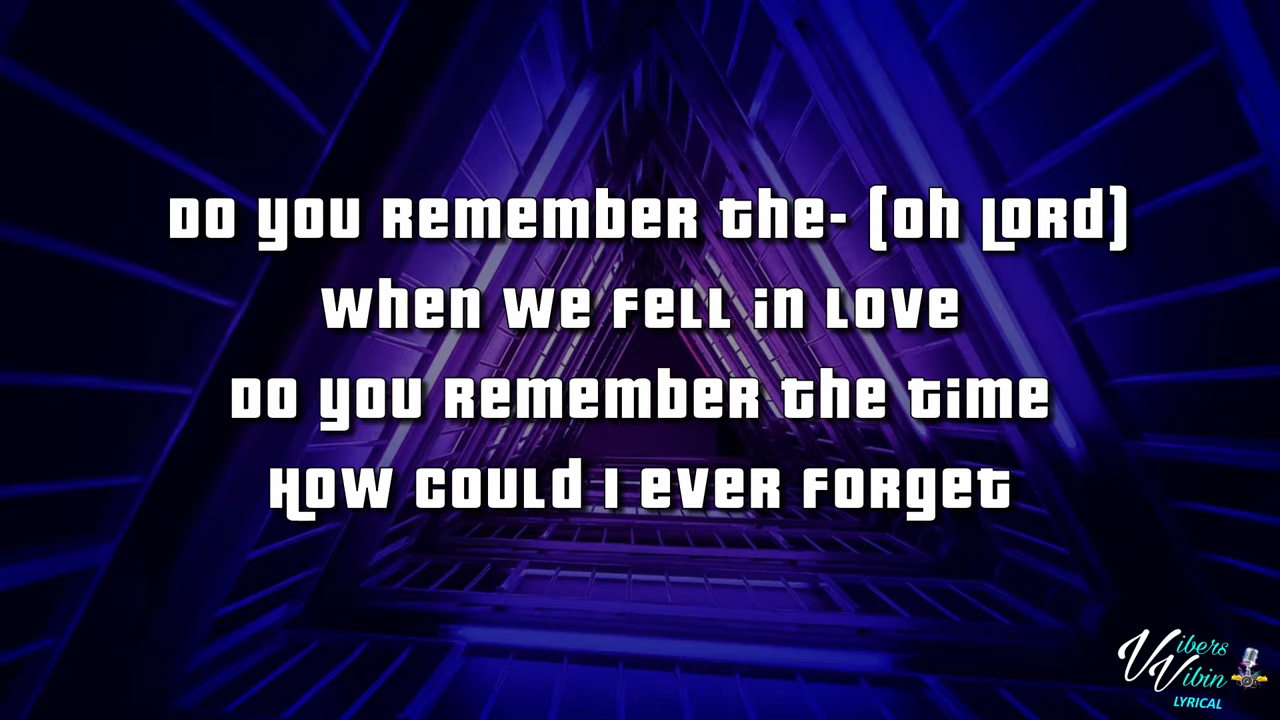 Do you remember the- (oh Lord)
When we fell in love
Do you remember the time
How could I ever forget
Vibers
Vibin
LYRICAL